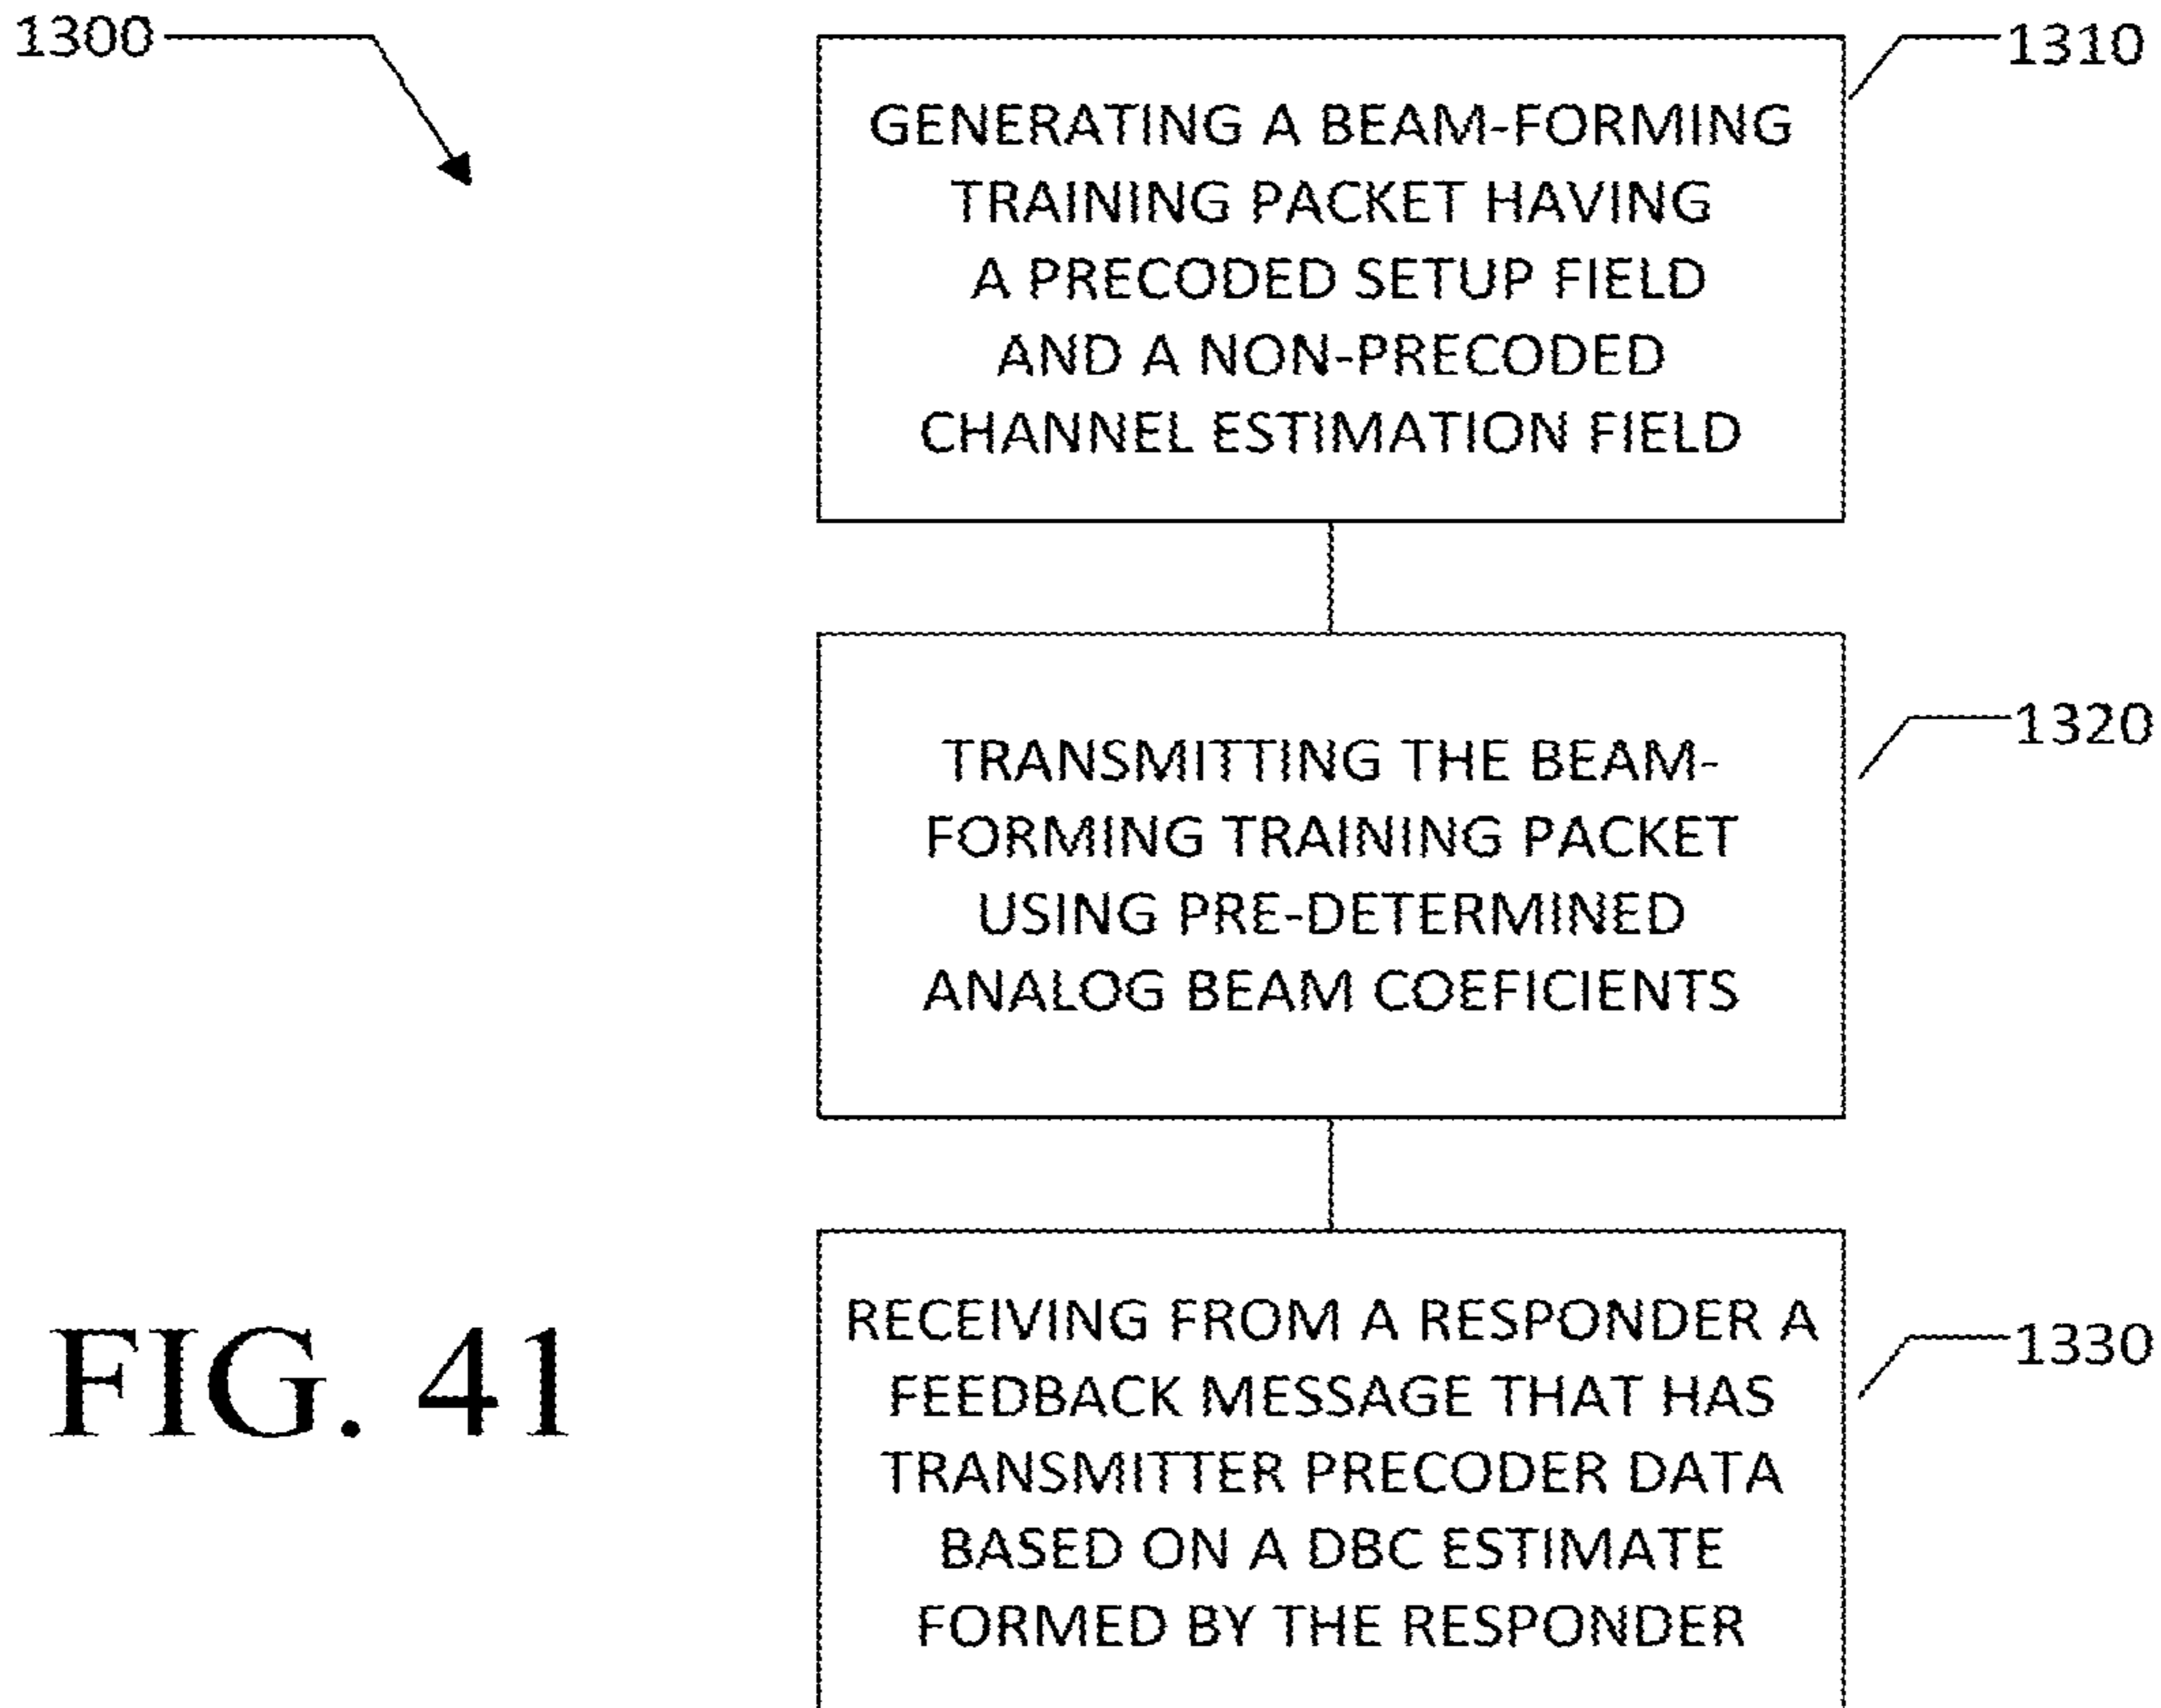 1300
1310
GENERATING A BEAM-FORMING
TRAINING PACKET HAVING
A PRECODED SETUP FIELD
AND A NON-PRECODED
CHANNEL ESTIMATION FIELD
1320
TRANSMITTING THE BEAM-
FORMING TRAINING PACKET
USING PRE-DETERMINED
ANALOG BEAM COEFICIENTS
1330
RECEIVING FROM A RESPONDER A
FEEDBACK MESSAGE THAT HAS
TRANSMITTER PRECODER DATA
BASED ON A DBC ESTIMATE
FORMED BY THE RESPONDER
FIG. 41